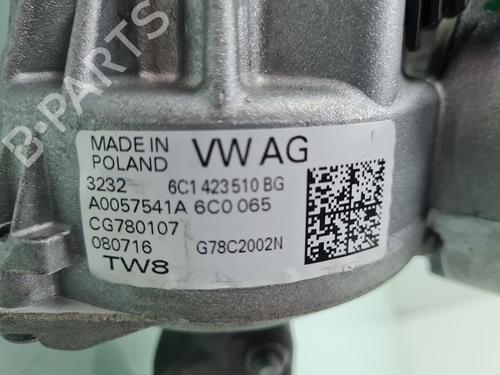 B-PARTS
MADE IN POLAND VW AG
3232 6C1 423 510 BG
A0057541A 6C0 065
CG780107
080716 G78C2002N
TW8